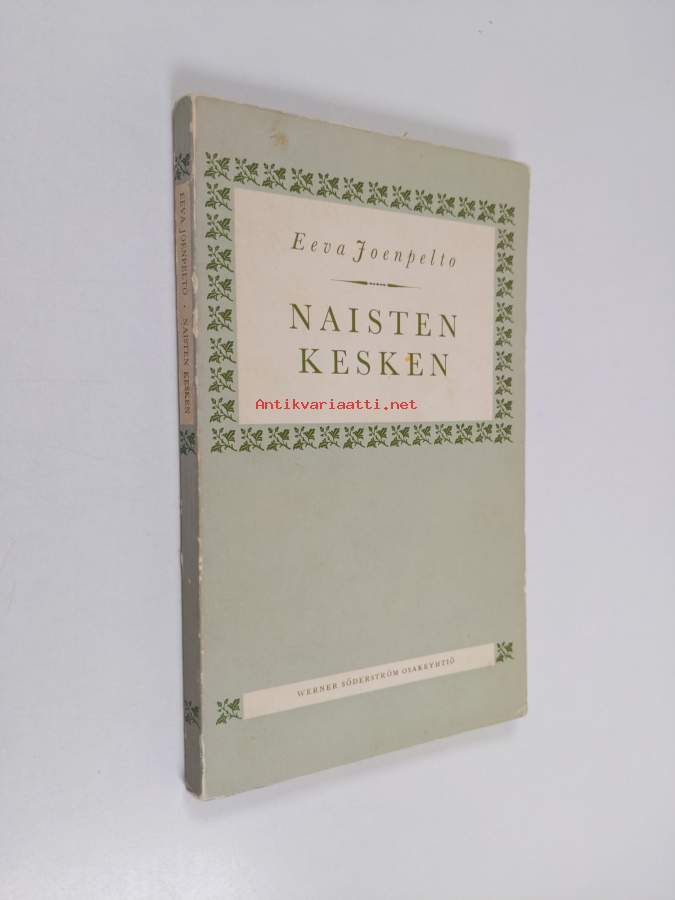 Eeva Joenpelto
NAISTEN
KESKEN
Antikvariaatti.net
WERNER SÖDERSTRÖM OSAKEYHTIÖ
EEVA JOENPELTO • NAISTEN KESKEN